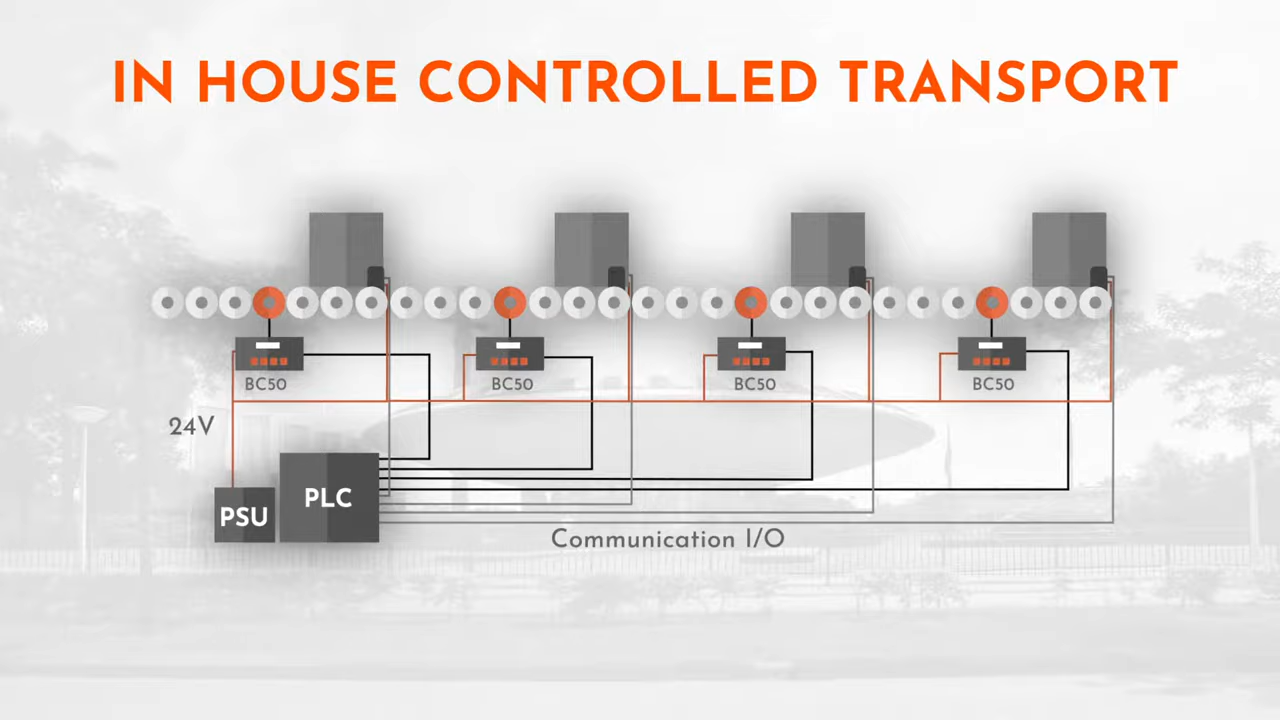 IN HOUSE CONTROLLED TRANSPORT
BC50
BC50
BC50
BC50
24V
PSU
PLC
Communication I/O